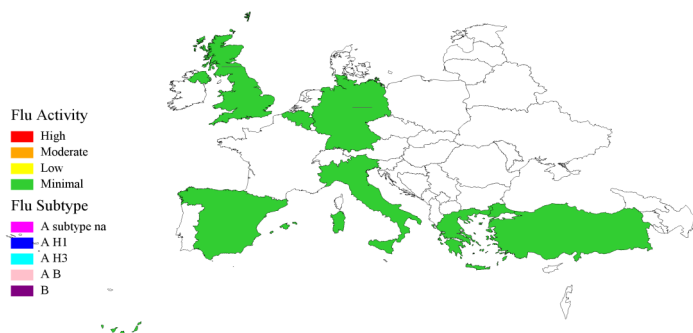 Flu Activity
High
Moderate
Low
Minimal
Flu Subtype
A subtype na
A H1
A H3
A B
B